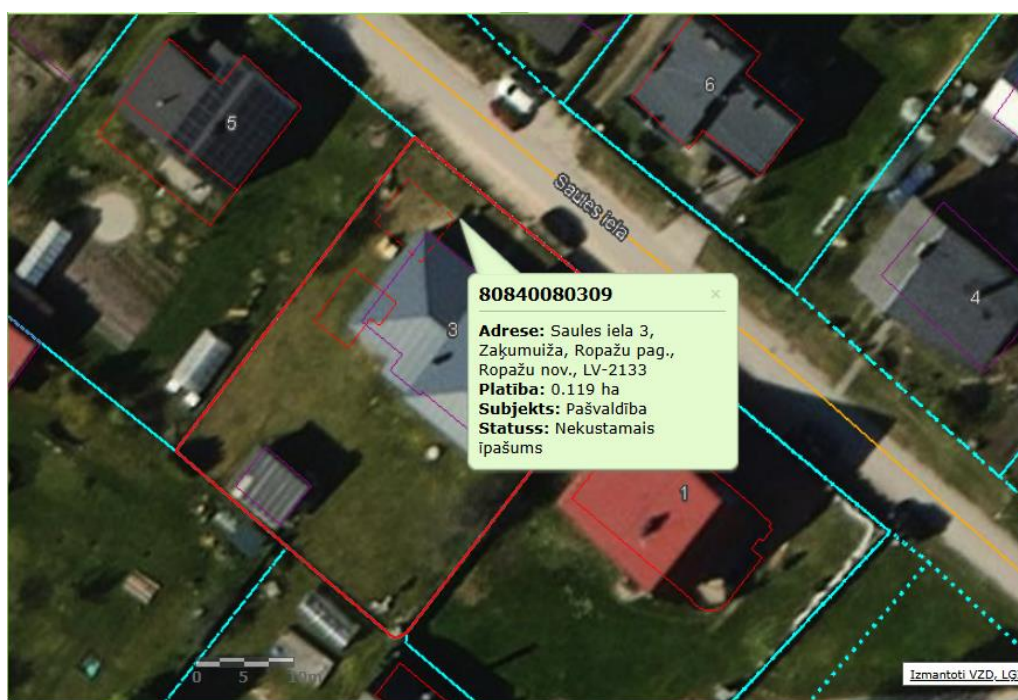 5
6
Saules iela
80840080309 ×
Adrese: Saules iela 3,
Zaķumuiža, Ropažu pag.,
Ropažu nov., LV-2133
Platība: 0.119 ha
Subjekts: Pašvaldība
Statuss: Nekustamais
īpašums
4
3
1
0 5 10m
Izmantoti VZD, LĢ